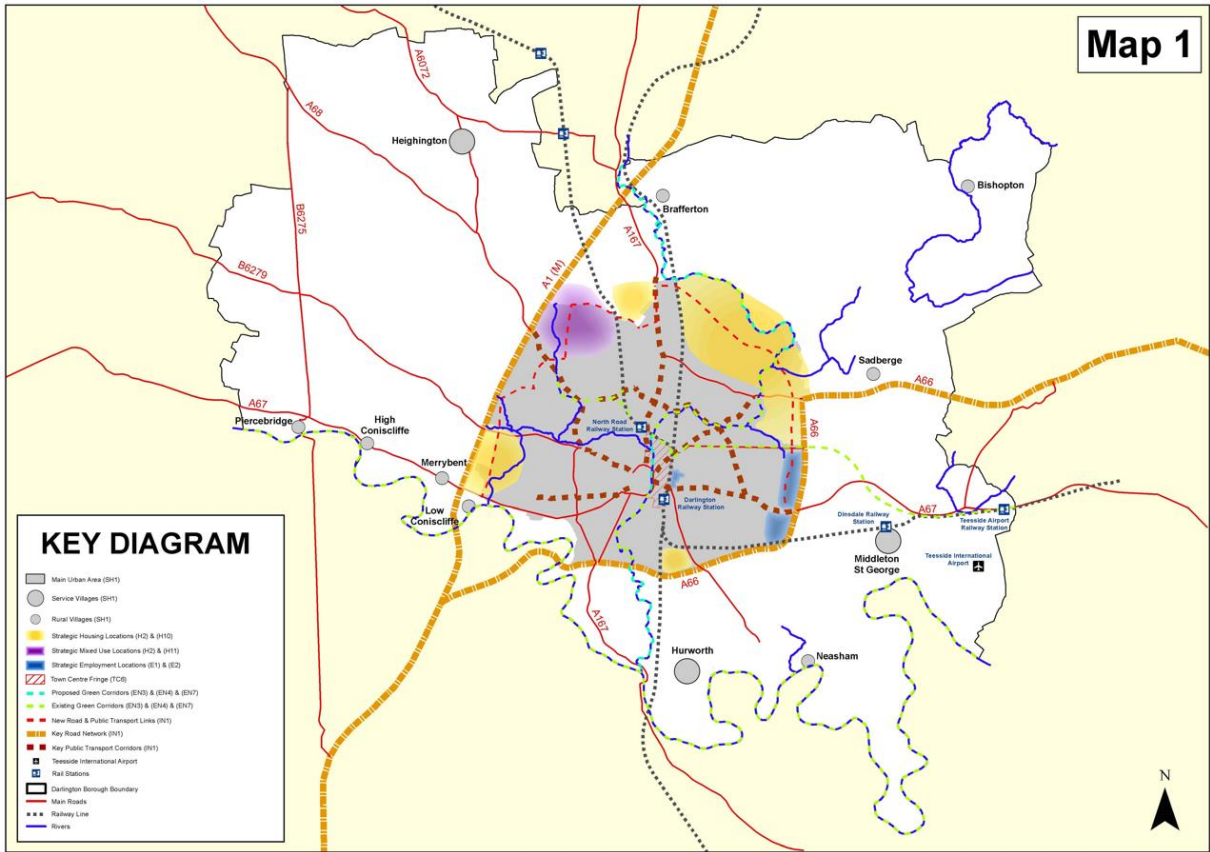 Map 1
A6072
A68
Heighington
Bishopton
Brafferton
B6275
A167
B6279
A1 (M)
Sadberge
A66
A67
Piercebridge
High
Coniscliffe
North Road
Railway Station
A66
Merrybent
Low
Coniscliffe
Darlington
Railway Station
Dinsdale Railway
Station
A67
Teesside Airport
Railway Station
Middleton
St George
Teesside International
Airport
A66
A167
Hurworth
Neasham
KEY DIAGRAM
Main Urban Area (SH1)
Service Villages (SH1)
Rural Villages (SH1)
Strategic Housing Locations (H2) & (H10)
Strategic Mixed Use Locations (H2) & (H11)
Strategic Employment Locations (E1) & (E2)
Town Centre Fringe (TC6)
Proposed Green Corridors (EN3) & (EN4) & (EN7)
Existing Green Corridors (EN3) & (EN4) & (EN7)
New Road & Public Transport Links (IN1)
Key Road Network (IN1)
Key Public Transport Corridors (IN1)
Teesside International Airport
Rail Stations
Darlington Borough Boundary
Main Roads
Railway Line
Rivers
N